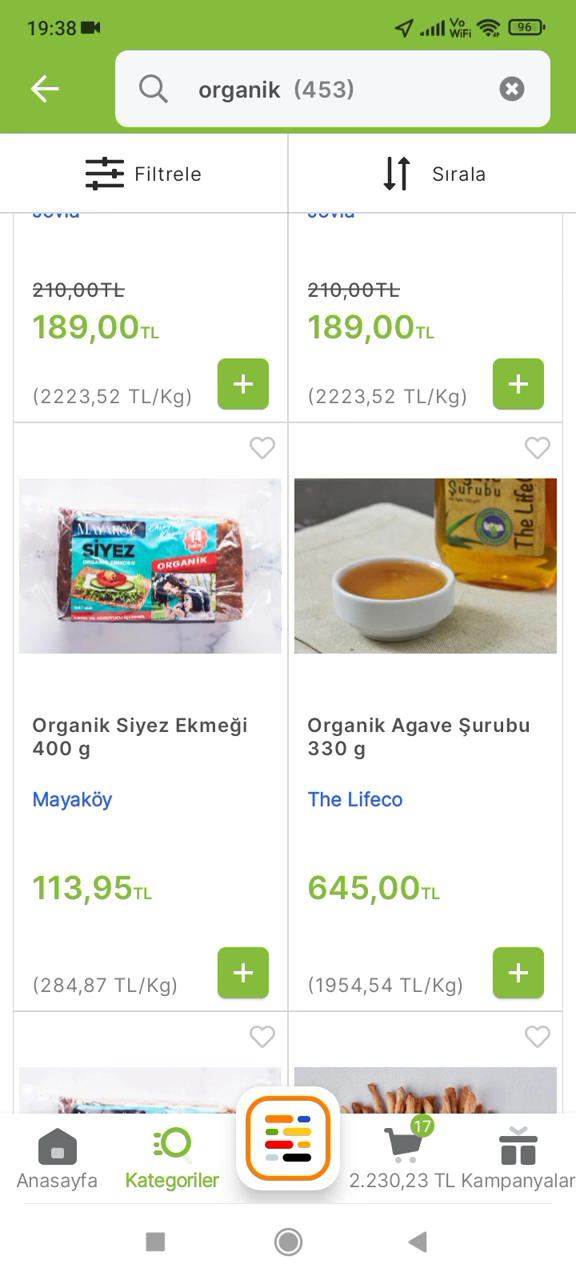 19:38
Vo
WiFi
96
organik (453)
Filtrele
Sırala
210,00TL
210,00TL
189,00TL
189,00TL
(2223,52 TL/Kg)
(2223,52 TL/Kg)
MAYAKÖY
SİYEZ
14
ORGANİK
Şurubu
The Lifeco
Organik Siyez Ekmeği
400 g
Organik Agave Şurubu
330 g
Mayaköy
The Lifeco
113,95TL
645,00TL
(284,87 TL/Kg)
(1954,54 TL/Kg)
17
Anasayfa
Kategoriler
2.230,23 TL
Kampanyalar